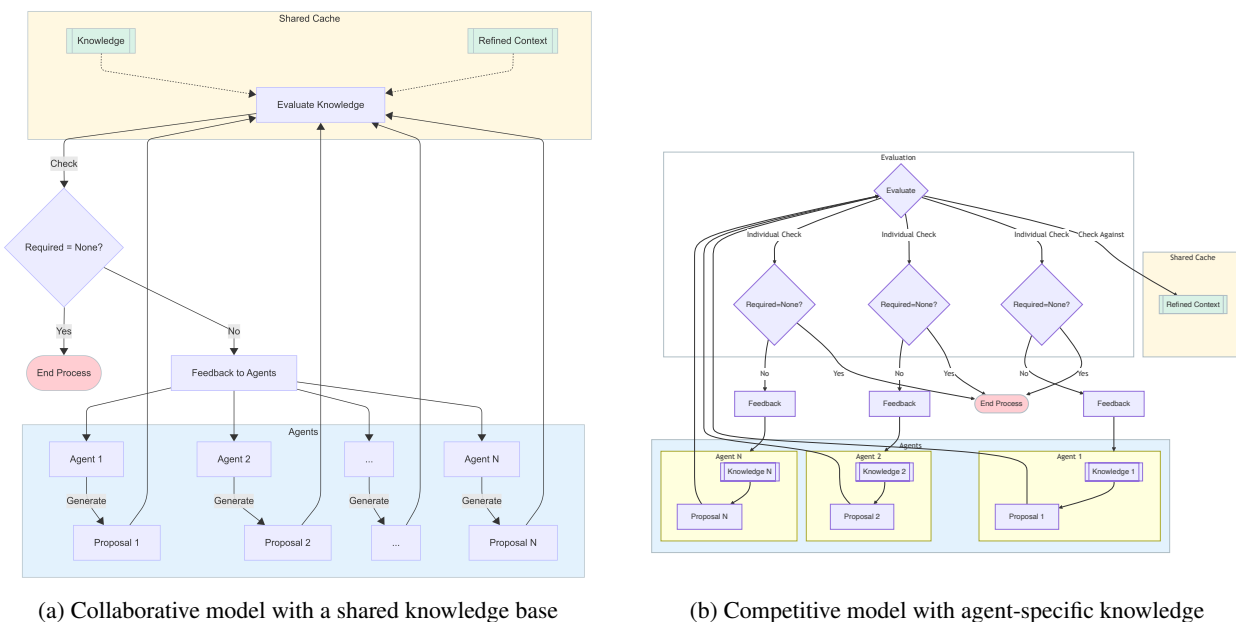 Shared Cache
Knowledge
Refined Context
Evaluate Knowledge
Check
Required = None?
Yes
No
End Process
Feedback to Agents
Agents
Agent 1
Agent 2
...
Agent N
Generate
Generate
Generate
Generate
Proposal 1
Proposal 2
...
Proposal N
(a) Collaborative model with a shared knowledge base
Evaluation
Evaluate
Individual Check
Individual Check
Individual Check
Check Against
Shared Cache
Refined Context
Required=None?
Required=None?
Required=None?
No
Yes
No
Yes
No
Yes
Feedback
Feedback
End Process
Feedback
Agents
Agent N
Agent 2
Agent 1
Knowledge N
Knowledge 2
Knowledge 1
Proposal N
Proposal 2
Proposal 1
(b) Competitive model with agent-specific knowledge